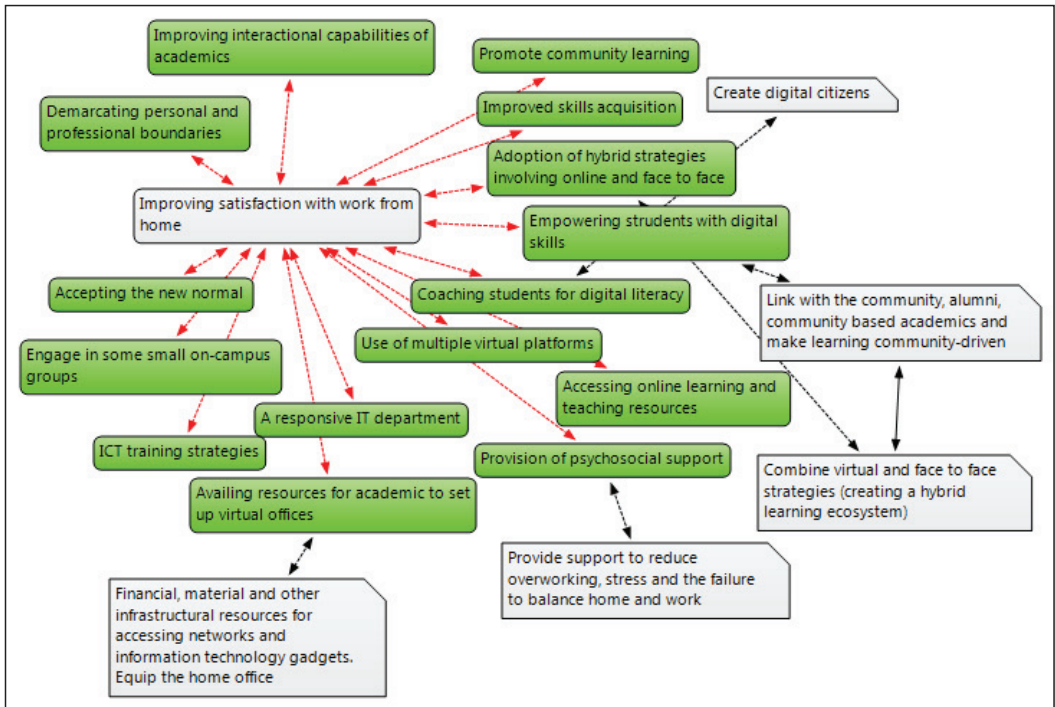 Improving interactional capabilities of
academics
Promote community learning
Create digital citizens
Demarcating personal and
professional boundaries
Improved skills acquisition
Adoption of hybrid strategies
involving online and face to face
Improving satisfaction with work from
home
Empowering strudents with digital
skills
Accepting the new normal
Coaching students for digital literacy
Link with the community, alumni,
community based academics and
make learning community-driven
Engage in some small on-campus
groups
Use of multiple virtual platforms
Accessing online learning and
teaching resources
A responsive IT department
ICT training strategies
Provision of psychosocial support
Combine virtual and face to face
strategies (creating a hybrid
learning ecosystem)
Availing resources for academic to set
up virtual offices
Provide support to reduce
overworking, stress and the failure
to balance home and work
Financial, material and other
infrastructural resources for
accessing networks and
information technology gadgets.
Equip the home office